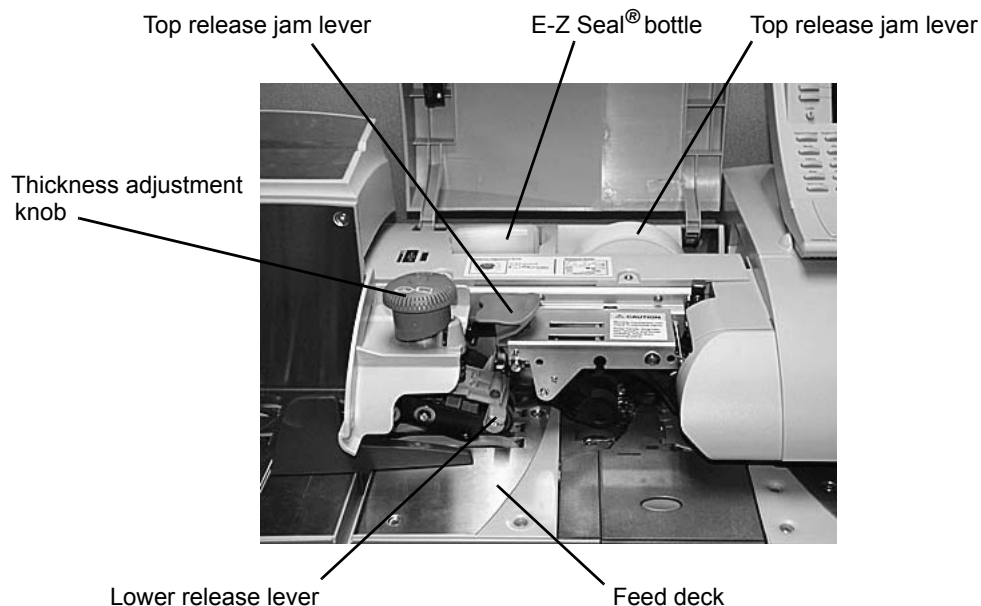 Top release jam lever
E-Z Seal® bottle
Top release jam lever
Thickness adjustment
knob
⚠ CAUTION
Lower release lever
Feed deck